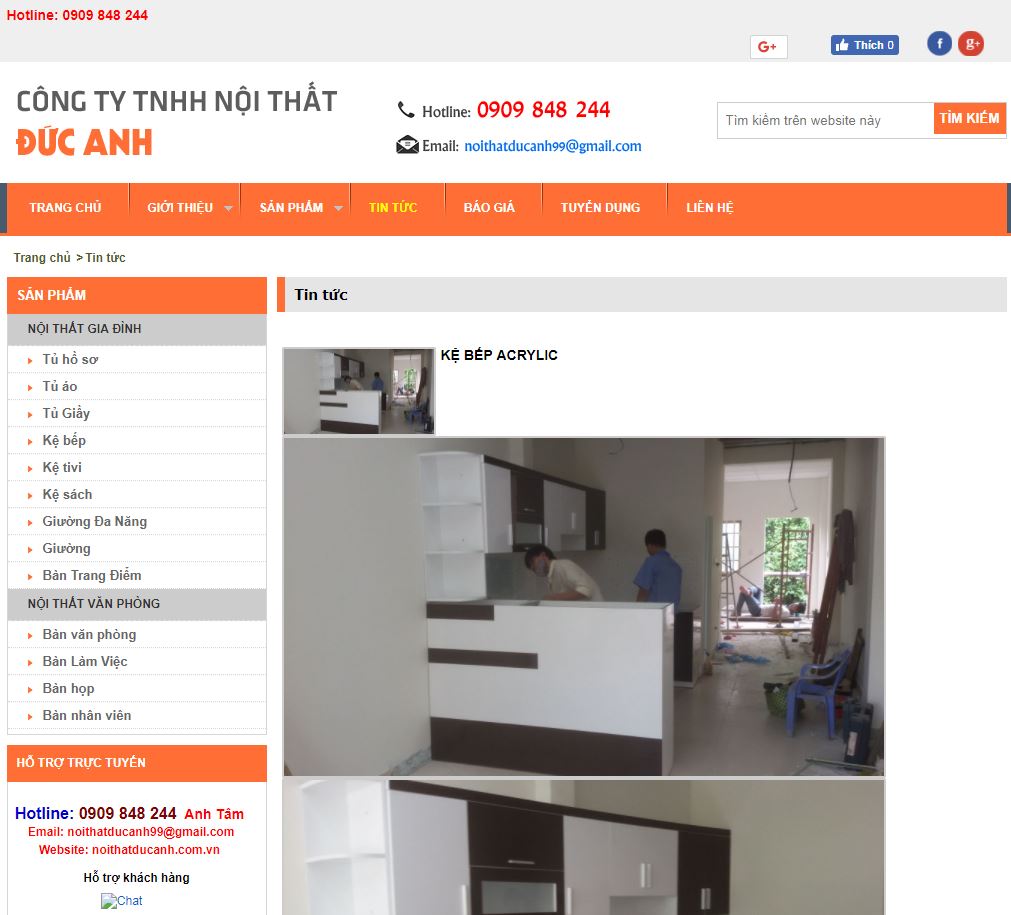 Hotline: 0909 848 244
G+
Thích 0
f
g+
CÔNG TY TNHH NỘI THẤT
ĐỨC ANH
Hotline: 0909 848 244
Email: noithatducanh99@gmail.com
Tìm kiếm trên website này
TÌM KIẾM
TRANG CHỦ
GIỚI THIỆU
SẢN PHẨM
TIN TỨC
BÁO GIÁ
TUYỂN DỤNG
LIÊN HỆ
Trang chủ > Tin tức
SẢN PHẨM
NỘI THẤT GIA ĐÌNH
Tủ hồ sơ
Tủ áo
Tủ Giầy
Kệ bếp
Kệ tivi
Kệ sách
Giường Đa Năng
Giường
Bàn Trang Điểm
NỘI THẤT VĂN PHÒNG
Bàn văn phòng
Bàn Làm Việc
Bàn họp
Bàn nhân viên
HỖ TRỢ TRỰC TUYẾN
Hotline: 0909 848 244 Anh Tâm
Email: noithatducanh99@gmail.com
Website: noithatducanh.com.vn
Hỗ trợ khách hàng
Chat
Tin tức
KỆ BẾP ACRYLIC